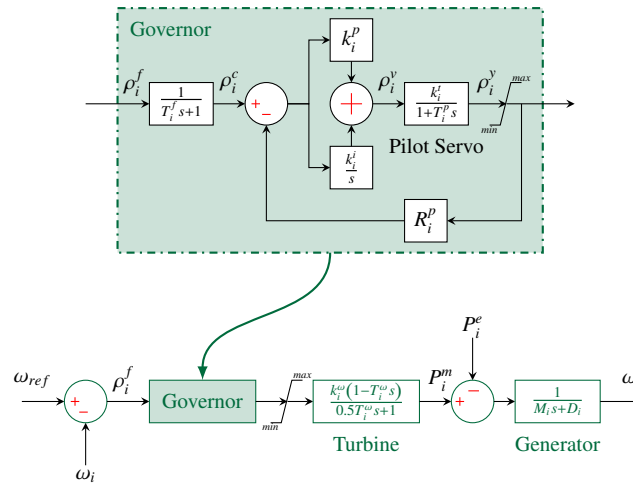 Governor
k_i^p
ρ_i^f
1/(T_i^f s+1)
ρ_i^c
+ -
+
ρ_i^v
k_i^t/(1+T_i^p s)
ρ_i^y
max
min
Pilot Servo
k_i^i/s
R_i^p
P_i^e
ω_ref
ρ_i^f
+ -
Governor
max
min
k_i^ω(1-T_i^ω s)/(0.5T_i^ω s+1)
P_i^m
+ -
1/(M_i s+D_i)
ω
Turbine
Generator
ω_i